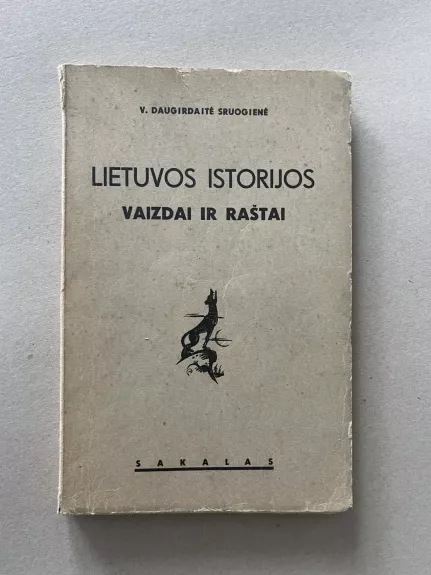 V. DAUGIRDAITĖ SRUOGIENĖ
LIETUVOS ISTORIJOS
VAIZDAI IR RAŠTAI
SAKALAS